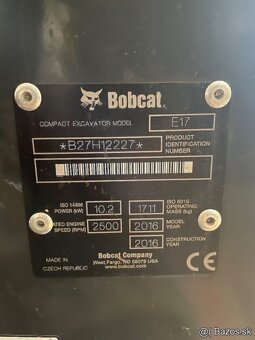 Bobcat
COMPACT EXCAVATOR MODEL E17
*B27H12227* PRODUCT IDENTIFICATION NUMBER
ISO 14396 POWER (kW) 10.2 1711 ISO 6016 OPERATING MASS (kg)
RATED ENGINE SPEED (RPM) 2500 2016 MODEL YEAR
2016 CONSTRUCTION YEAR
MADE IN CZECH REPUBLIC
Bobcat Company
West Fargo, ND 58078 USA
www.bobcat.com
CE
© Bazos.sk